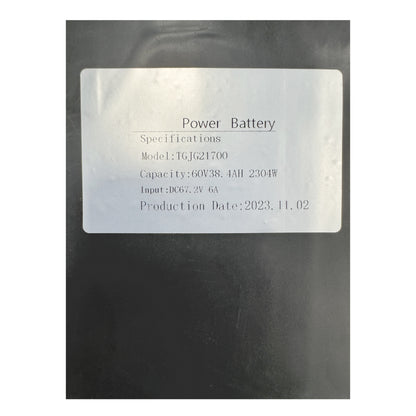 Power Battery
Specifications
Model:TGJG21700
Capacity:60V38.4AH 2304W
Input:DC67.2V 6A
Production Date:2023.11.02